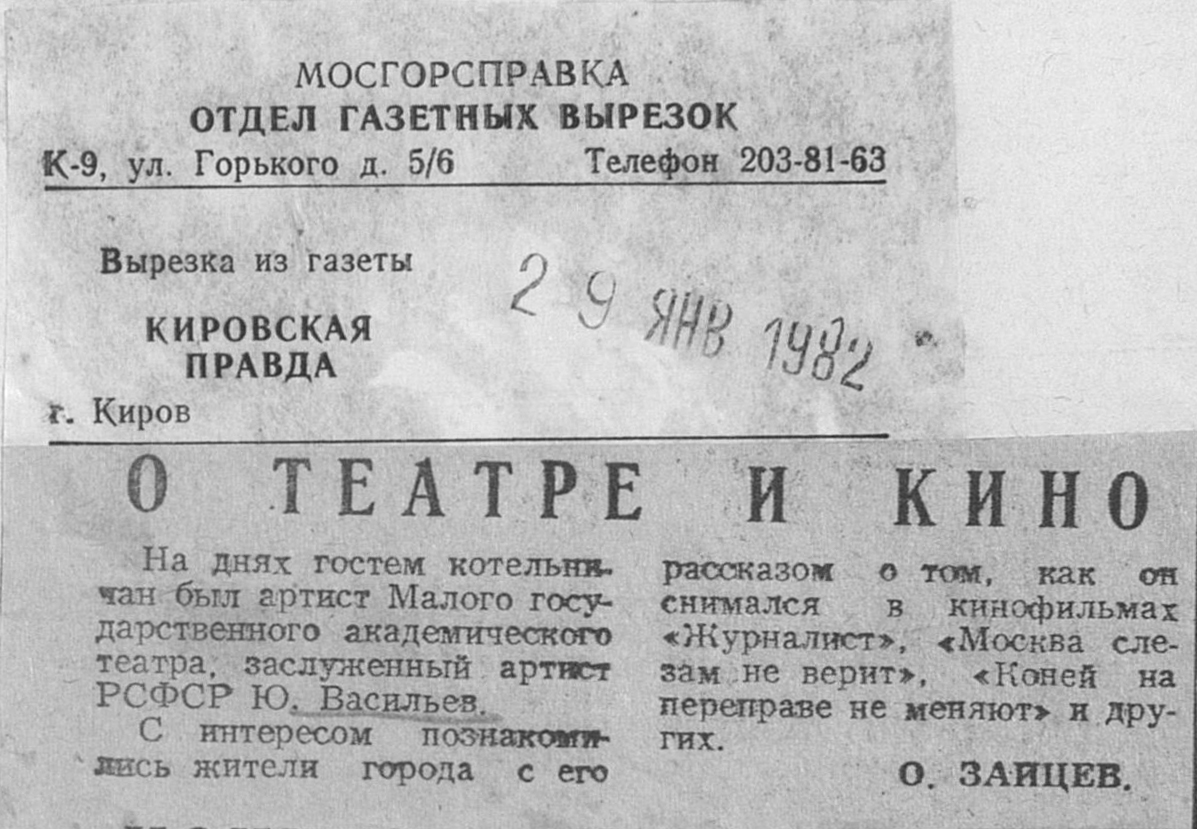 МОСГОРСПРАВКА
ОТДЕЛ ГАЗЕТНЫХ ВЫРЕЗОК
К-9, ул. Горького д. 5/6 Телефон 203-81-63
Вырезка из газеты
29 ЯНВ 1982
КИРОВСКАЯ
ПРАВДА
г. Киров
О ТЕАТРЕ И КИНО
На днях гостем котельни-
чан был артист Малого госу-
дарственного академического
театра, заслуженный артист
РСФСР Ю. Васильев.
С интересом познакоми-
лись жители города с его
рассказом о том, как он
снимался в кинофильмах
«Журналист», «Москва сле-
зам не верит», «Коней на
переправе не меняют» и дру-
гих.
О. ЗАЙЦЕВ.